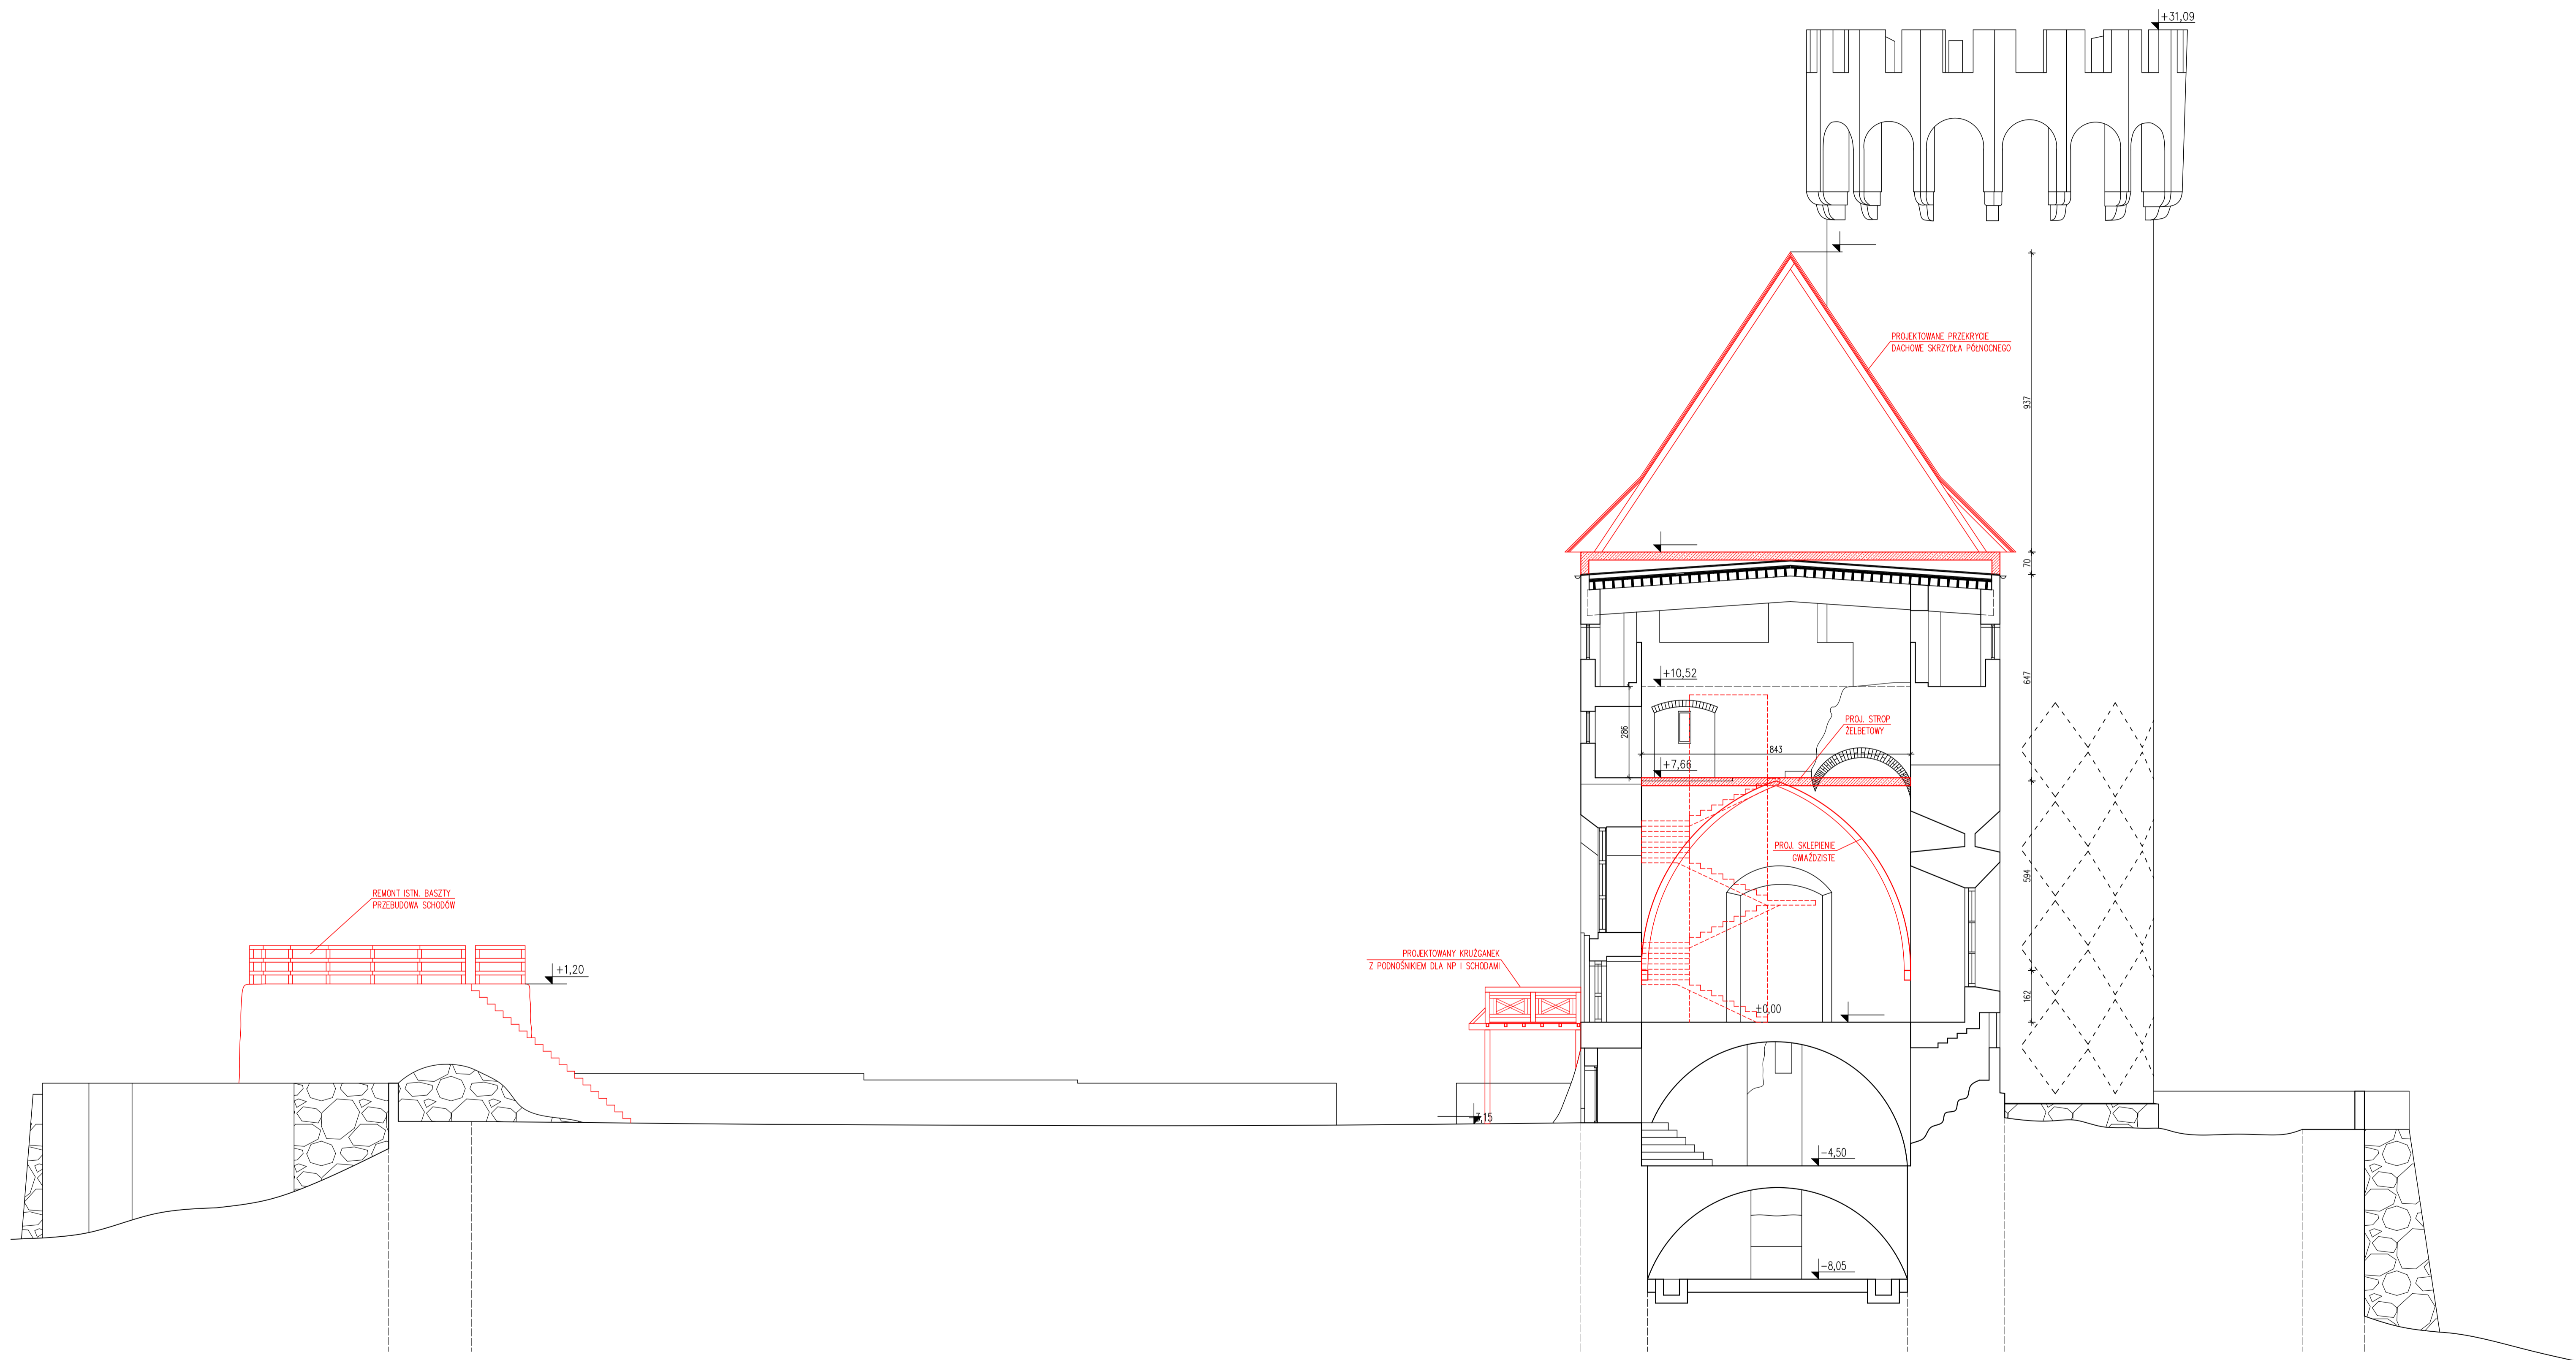 +31,09
PROJEKTOWANE PRZEKRYCIE
DACHOWE SKRZYDŁA PÓŁNOCNEGO
937
70
647
+10,52
286
PROJ. STROP
ŻELBETOWY
843
+7,66
PROJ. SKLEPIENIE
GWIAŹDZISTE
594
REMONT ISTN. BASZTY
PRZEBUDOWA SCHODÓW
+1,20
PROJEKTOWANY KRUŻGANEK
Z PODNOŚNIKIEM DLA NP I SCHODAMI
162
±0,00
-3,15
-4,50
-8,05